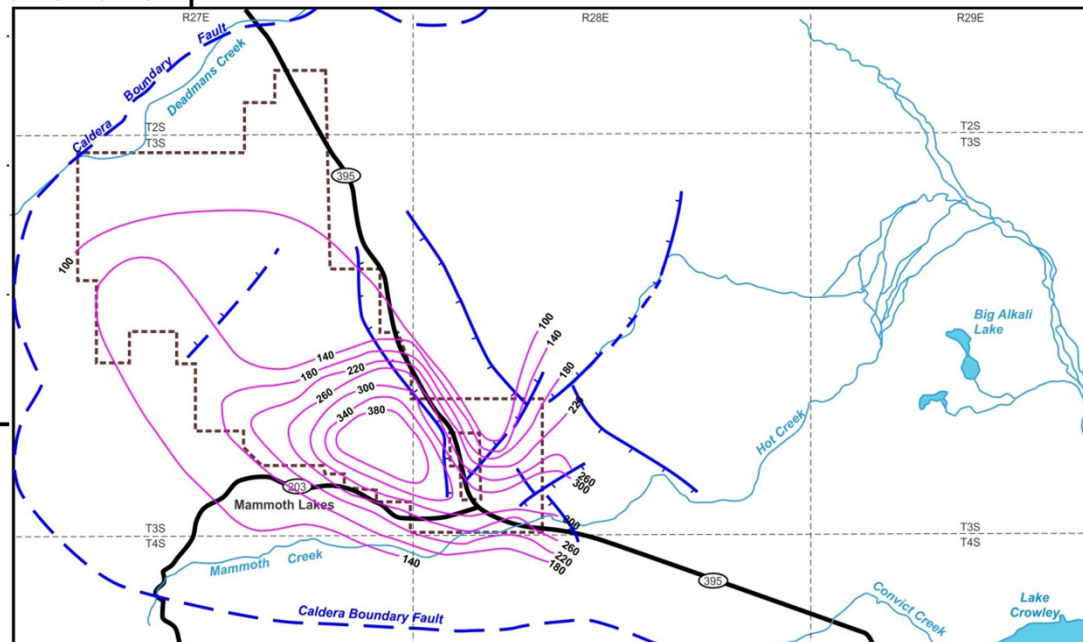 R27E
R28E
R29E
Caldera Boundary Fault
Deadmans Creek
T2S
T3S
T2S
T3S
395
100
100
140
180
220
140
180
220
260
300
340
380
Big Alkali
Lake
Hot Creek
260
300
203
Mammoth Lakes
300
260
220
180
T3S
T4S
T3S
T4S
140
Mammoth Creek
395
Caldera Boundary Fault
Convict Creek
Lake
Crowley